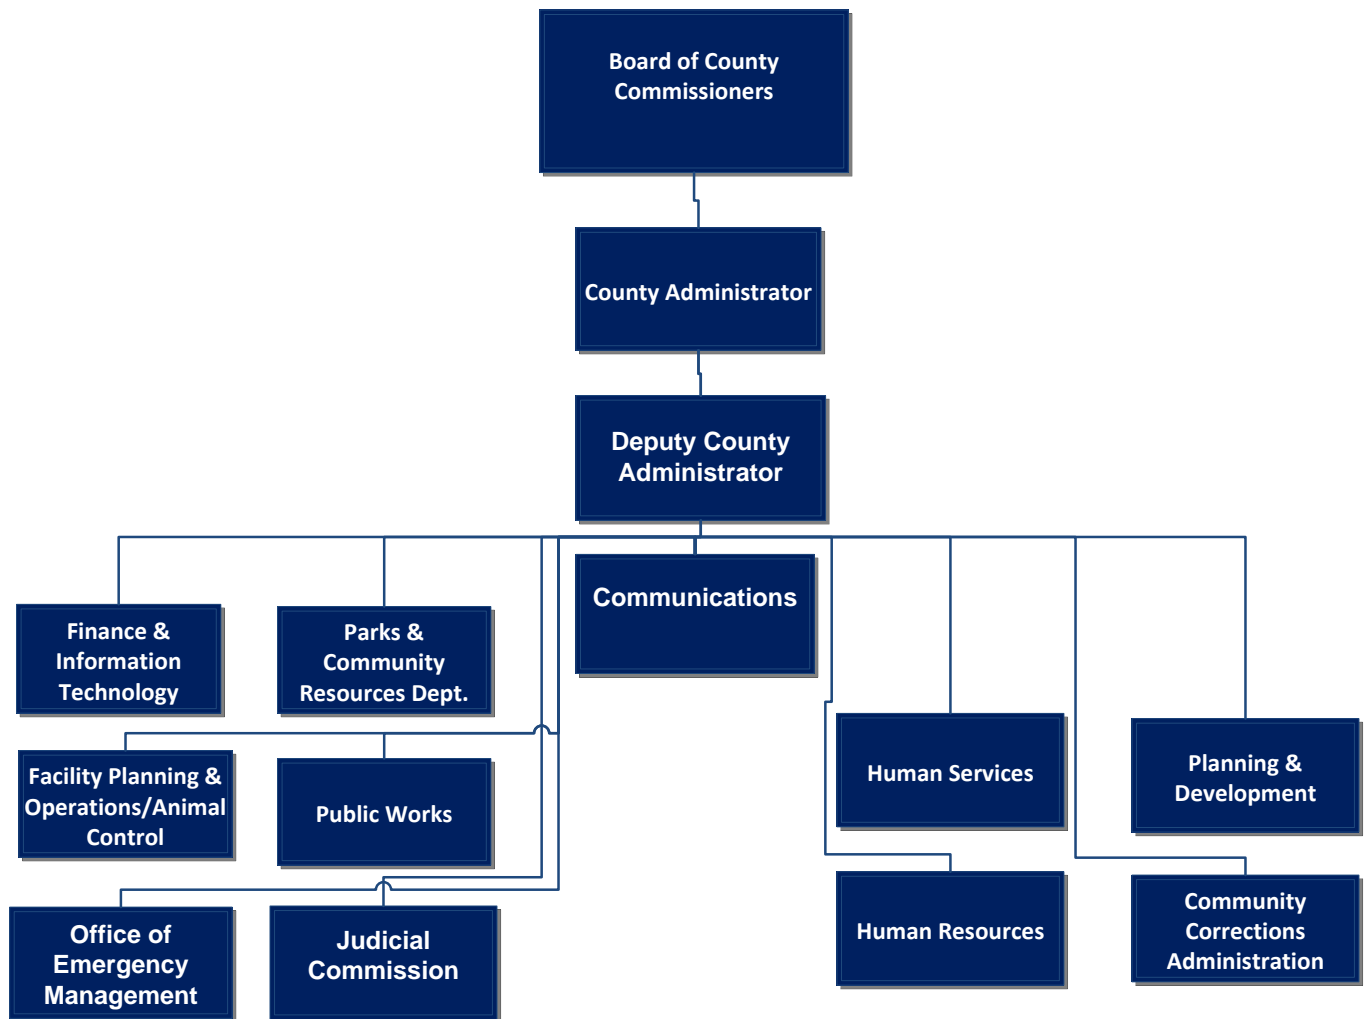 Board of County
Commissioners
County Administrator
Deputy County
Administrator
Communications
Finance &
Information
Technology
Parks &
Community
Resources Dept.
Facility Planning &
Operations/Animal
Control
Public Works
Human Services
Planning &
Development
Office of
Emergency
Management
Judicial
Commission
Human Resources
Community
Corrections
Administration